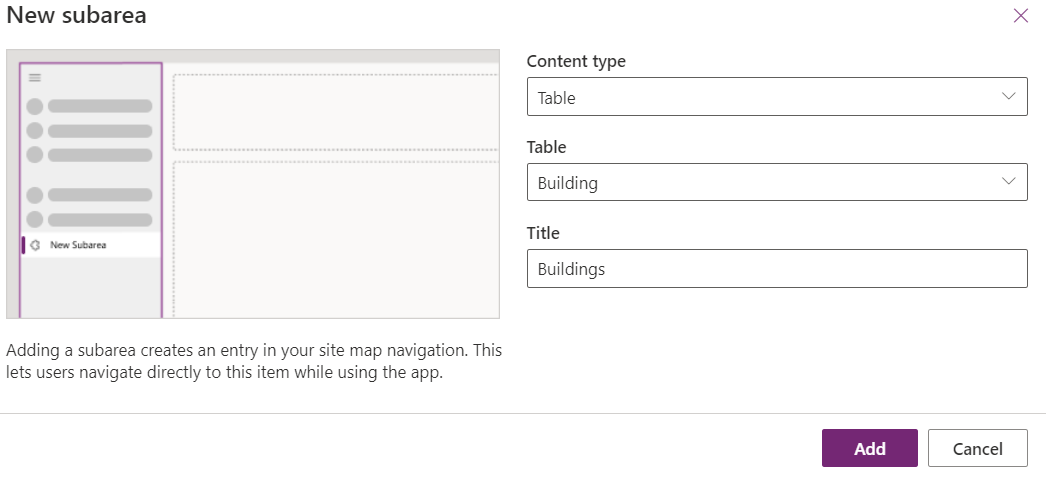 New subarea
New Subarea
Adding a subarea creates an entry in your site map navigation. This
lets users navigate directly to this item while using the app.
Content type
Table
Table
Building
Title
Buildings
Add
Cancel